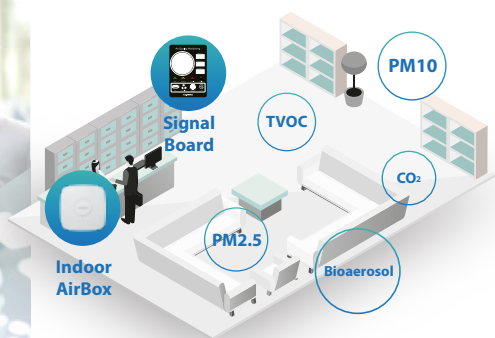 PM10
Signal
Board
TVOC
CO₂
PM2.5
Indoor
AirBox
Bioaerosol